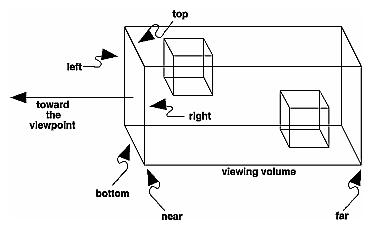 top
left
toward
the
viewpoint
right
bottom
viewing volume
near
far